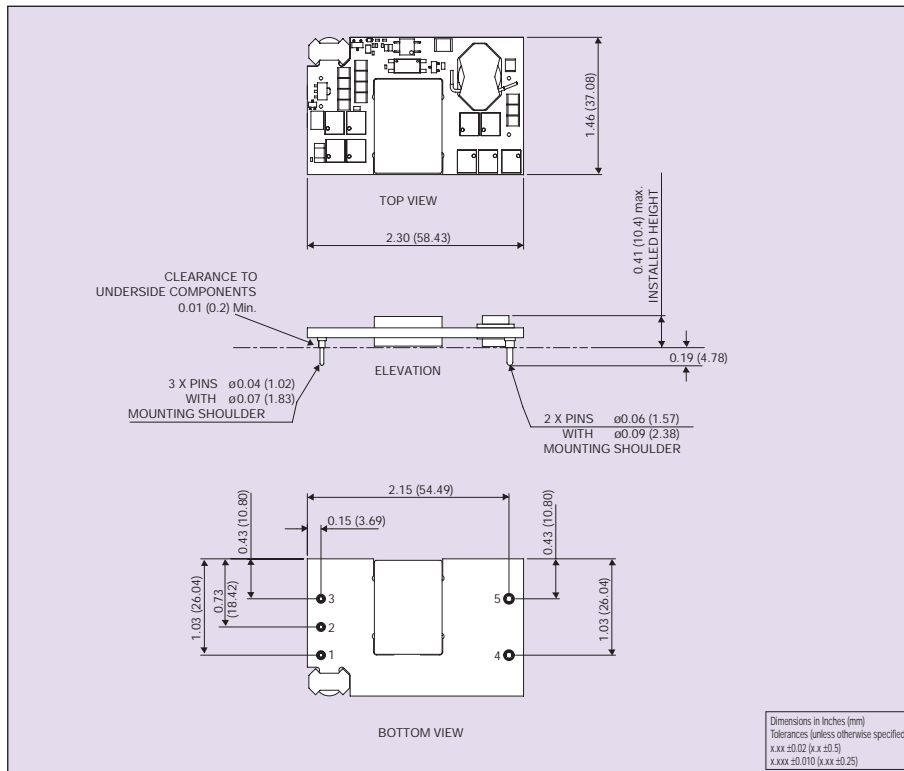 1.46 (37.08)
TOP VIEW
2.30 (58.43)
0.41 (10.4) max.
INSTALLED HEIGHT
CLEARANCE TO
UNDERSIDE COMPONENTS
0.01 (0.2) Min.
0.19 (4.78)
ELEVATION
3 X PINS ø0.04 (1.02)
WITH ø0.07 (1.83)
MOUNTING SHOULDER
2 X PINS ø0.06 (1.57)
WITH ø0.09 (2.38)
MOUNTING SHOULDER
2.15 (54.49)
0.43 (10.80)
0.15 (3.69)
0.43 (10.80)
1.03 (26.04)
0.73
(18.42)
1.03 (26.04)
3
5
2
1
4
BOTTOM VIEW
Dimensions in Inches (mm)
Tolerances (unless otherwise specified
x.xx ±0.02 (x.x ±0.5)
x.xxx ±0.010 (x.xx ±0.25)